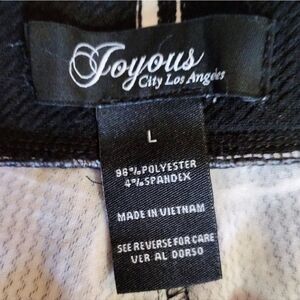 Joyous
City Los Angeles
L
96%POLYESTER
4%SPANDEX
MADE IN VIETNAM
SEE REVERSE FOR CARE
VER AL DORSO